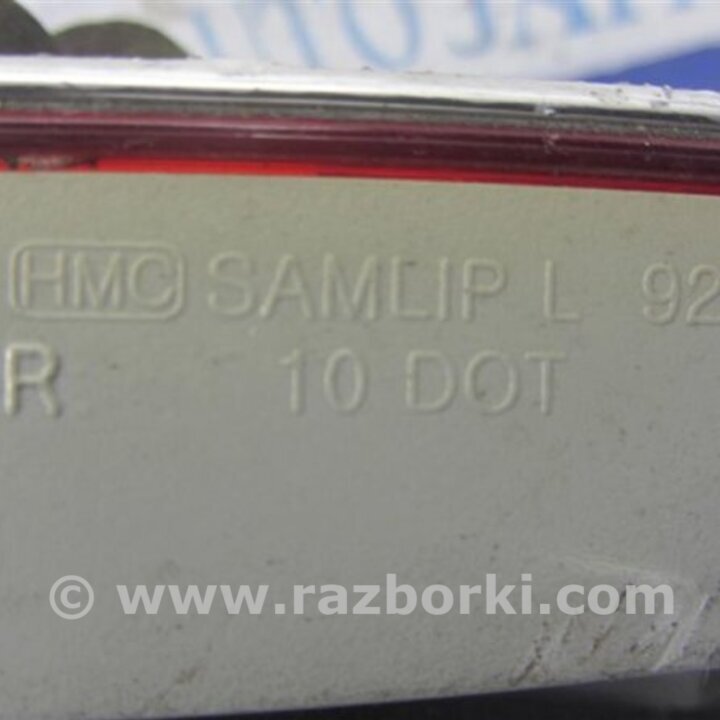 HMC SAMLIP L 92
R 10 DOT
© www.razborki.com